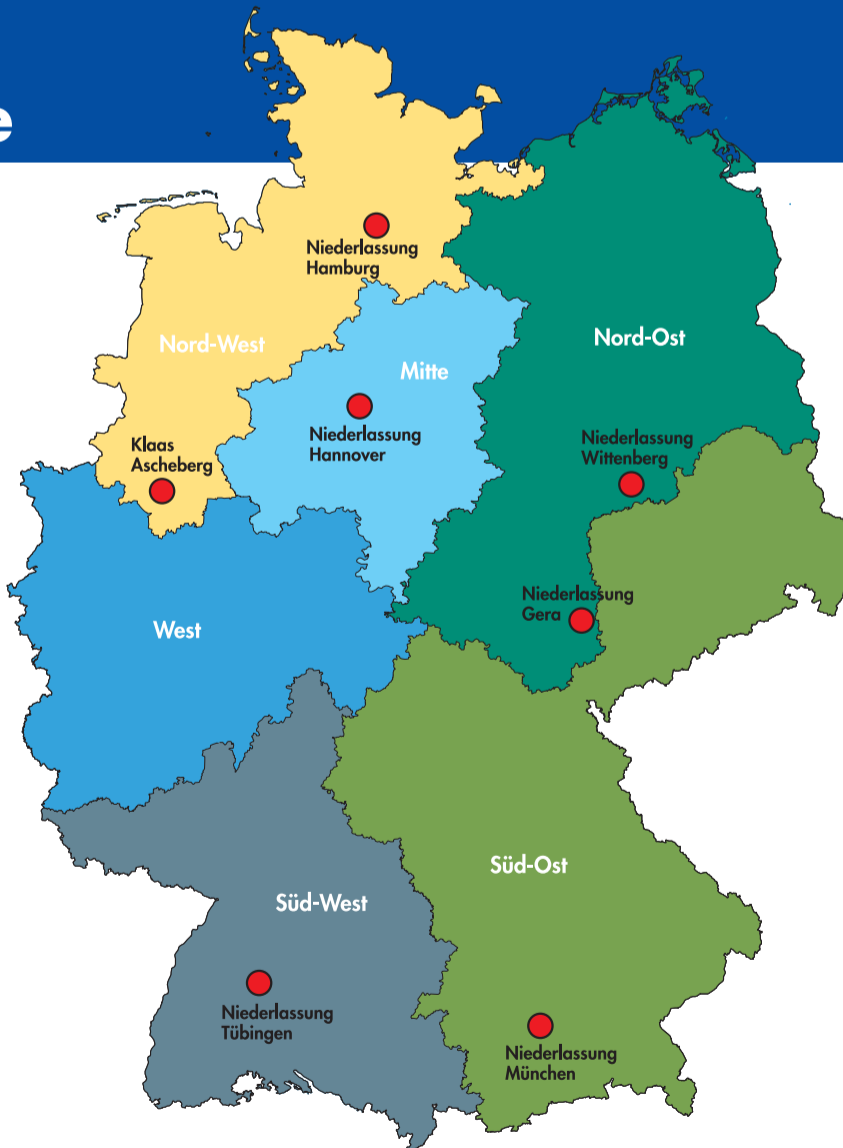 e
Niederlassung
Hamburg
Nord-West
Nord-Ost
Mitte
Klaas
Ascheberg
Niederlassung
Hannover
Niederlassung
Wittenberg
Niederlassung
Gera
West
Süd-Ost
Süd-West
Niederlassung
Tübingen
Niederlassung
München